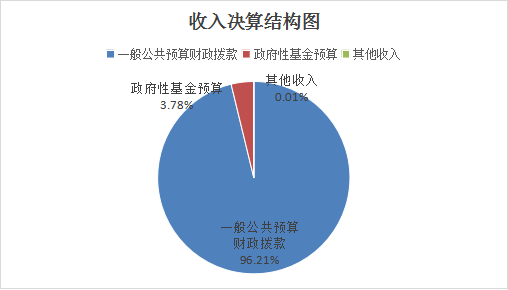 收入决算结构图
一般公共预算财政拨款 政府性基金预算 其他收入
政府性基金预算
3.78%
其他收入
0.01%
一般公共预算
财政拨款
96.21%